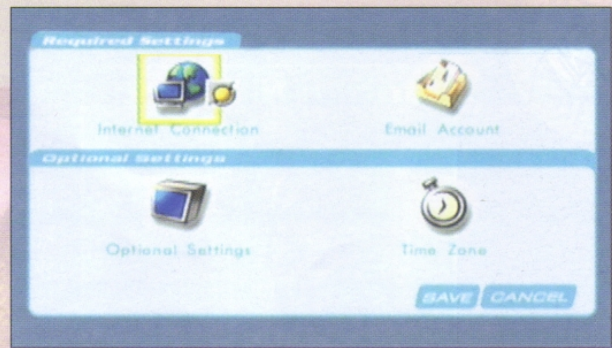 Required Settings
Internet Connection
Email Account
Optional Settings
Optional Settings
Time Zone
SAVE
CANCEL